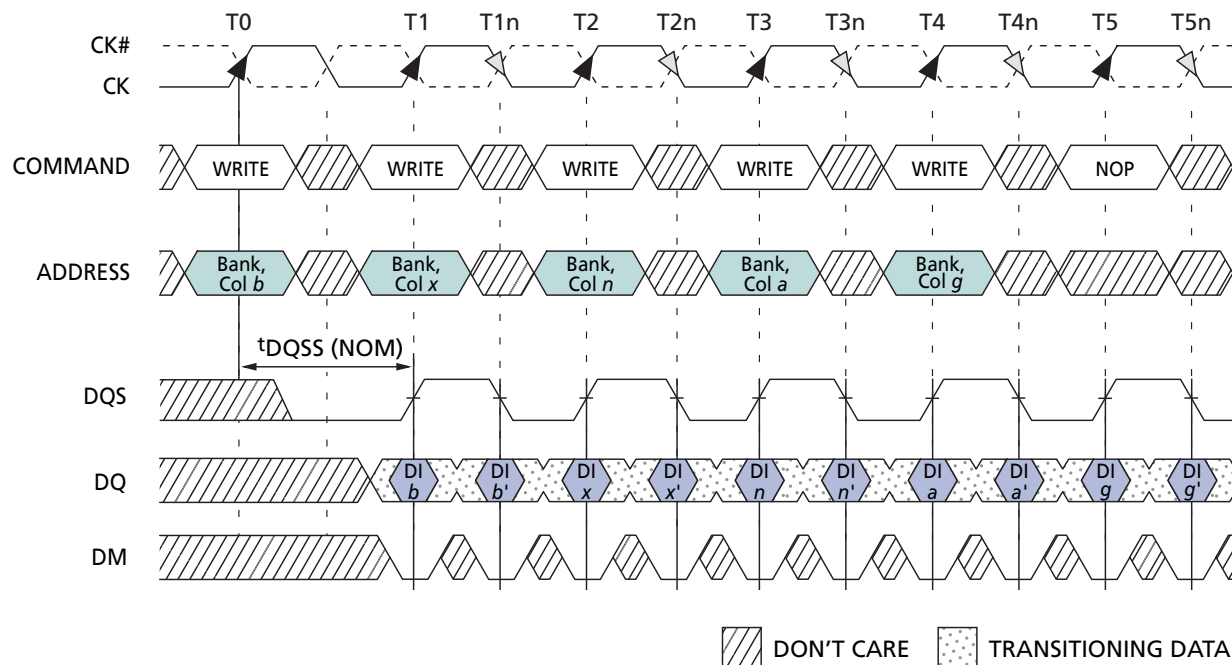 T0 T1 T1n T2 T2n T3 T3n T4 T4n T5 T5n
CK#
CK
COMMAND WRITE WRITE WRITE WRITE WRITE NOP
ADDRESS
Bank, Col b
Bank, Col x
Bank, Col n
Bank, Col a
Bank, Col g
tDQSS (NOM)
DQS
DQ
DI b
DI b'
DI x
DI x'
DI n
DI n'
DI a
DI a'
DI g
DI g'
DM
DON'T CARE
TRANSITIONING DATA